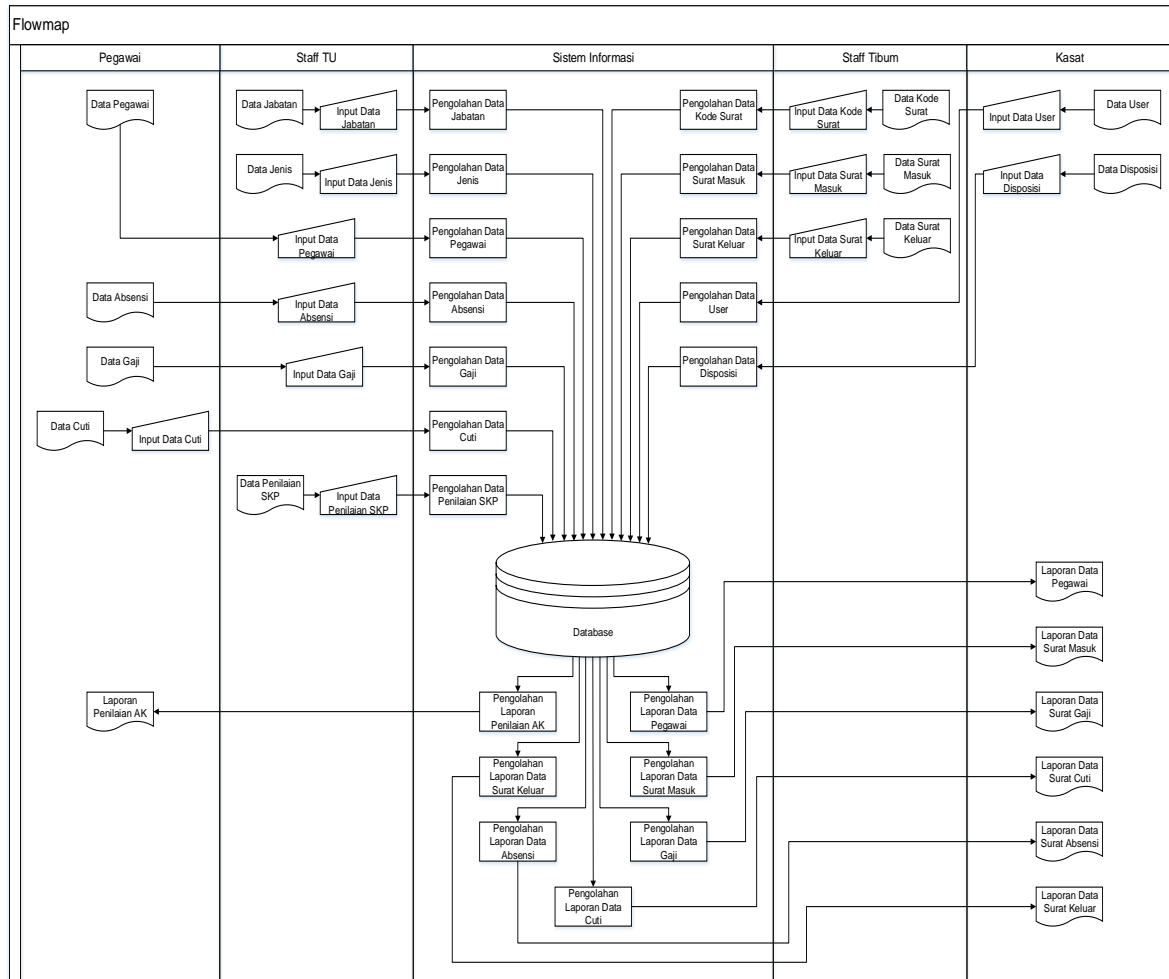 Flowmap
Pegawai
Staff TU
Sistem Informasi
Staff Tibum
Kasat
Data Pegawai
Data Jabatan
Input Data
Jabatan
Pengolahan Data
Jabatan
Pengolahan Data
Kode Surat
Input Data Kode
Surat
Data Kode
Surat
Input Data User
Data User
Data Jenis
Input Data Jenis
Pengolahan Data
Jenis
Pengolahan Data
Surat Masuk
Input Data Surat
Masuk
Data Surat
Masuk
Input Data
Disposisi
Data Disposisi
Input Data
Pegawai
Pengolahan Data
Pegawai
Pengolahan Data
Surat Keluar
Input Data Surat
Keluar
Data Surat
Keluar
Data Absensi
Input Data
Absensi
Pengolahan Data
Absensi
Pengolahan Data
User
Data Gaji
Input Data Gaji
Pengolahan Data
Gaji
Pengolahan Data
Disposisi
Data Cuti
Input Data Cuti
Pengolahan Data
Cuti
Data Penilaian
SKP
Input Data
Penilaian SKP
Pengolahan Data
Penilaian SKP
Database
Laporan Data
Pegawai
Laporan Data
Surat Masuk
Laporan
Penilaian AK
Pengolahan
Laporan
Penilaian AK
Pengolahan
Laporan Data
Pegawai
Laporan Data
Surat Gaji
Pengolahan
Laporan Data
Surat Keluar
Pengolahan
Laporan Data
Surat Masuk
Laporan Data
Surat Cuti
Pengolahan
Laporan Data
Absensi
Pengolahan
Laporan Data
Gaji
Laporan Data
Surat Absensi
Pengolahan
Laporan Data
Cuti
Laporan Data
Surat Keluar